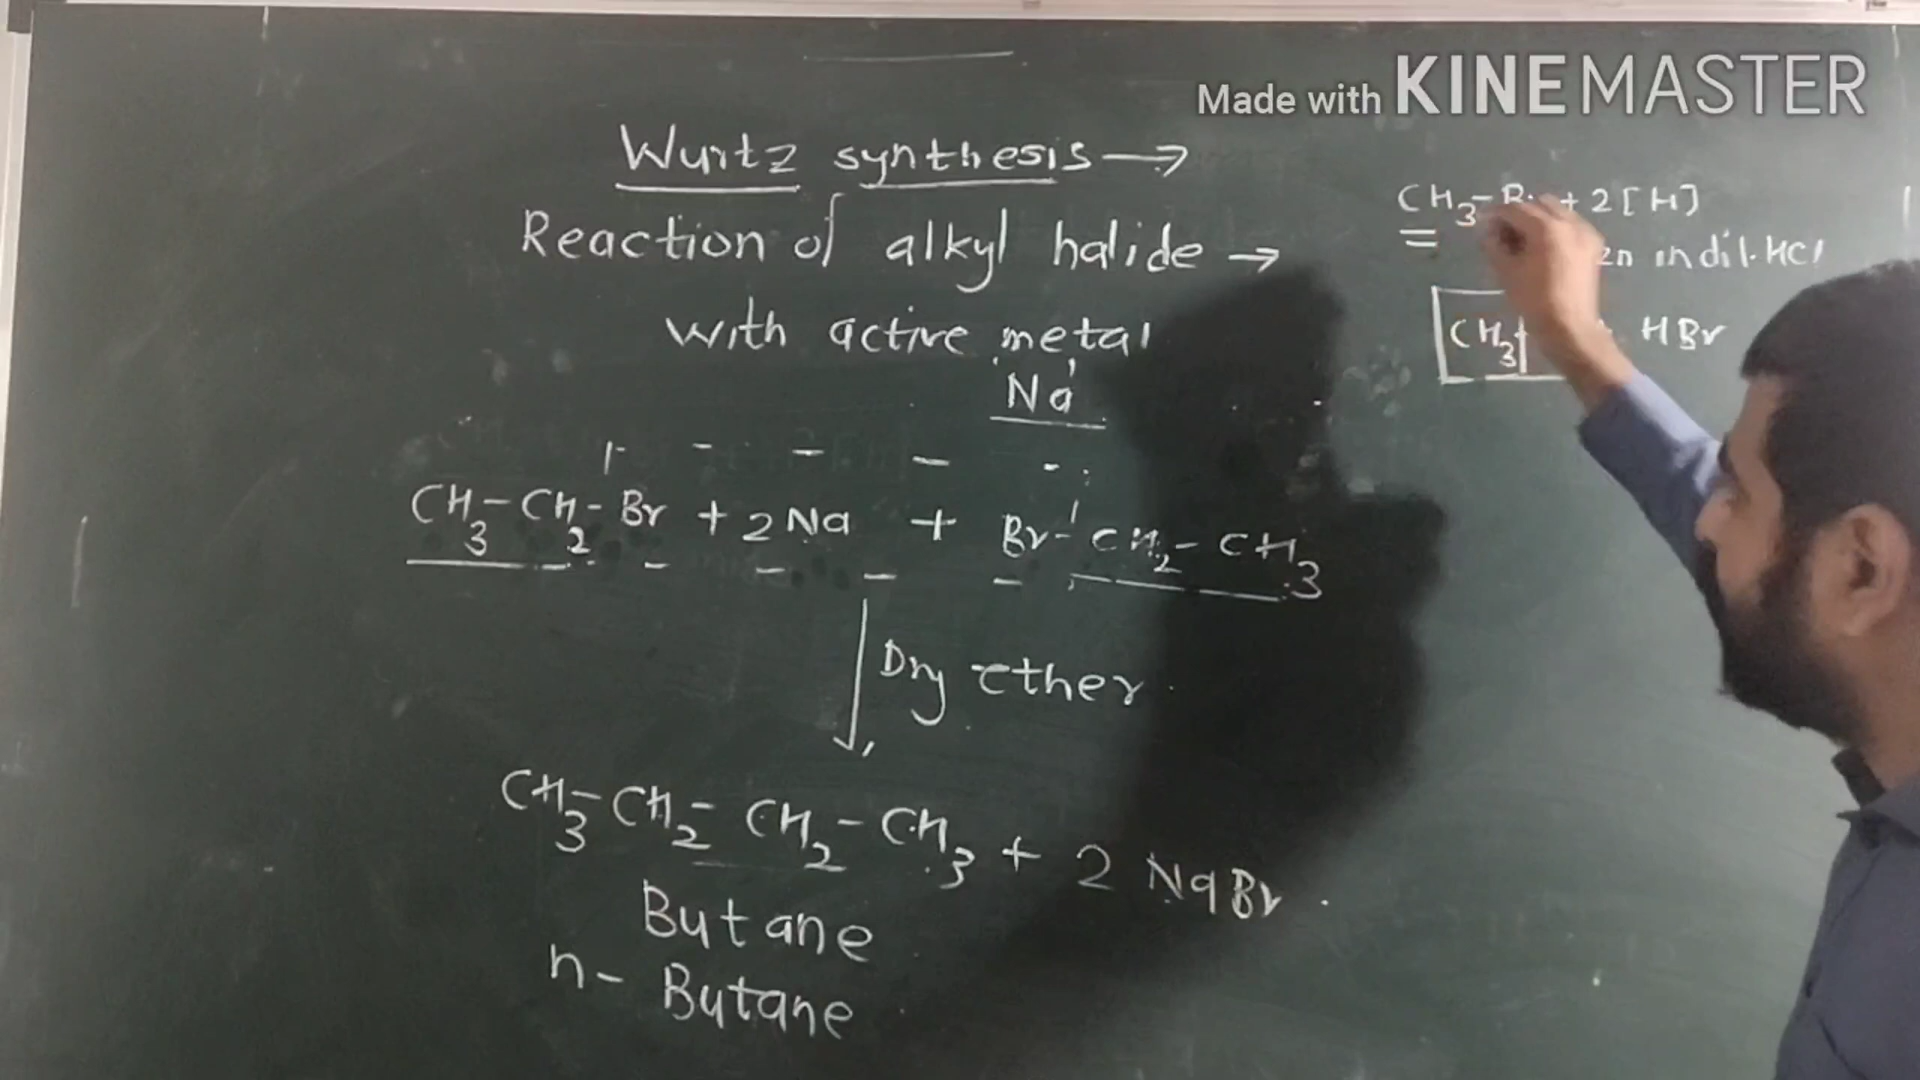 Made with KINEMASTER
Wurtz synthesis →
Reaction of alkyl halide →
with active metal
Na
CH3-CH2-Br + 2Na + Br-CH2-CH3
Dry ether
CH3-CH2-CH2-CH3 + 2 NaBr.
Butane
n- Butane
CH3- + 2[H]
= Zn in dil. HCl
CH3 HBr